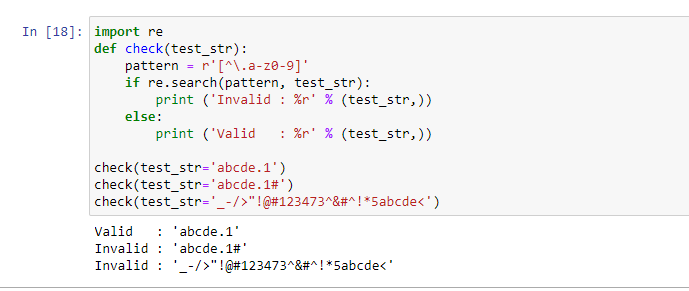 In [18]: import re
def check(test_str):
    pattern = r'[^\.a-z0-9]'
    if re.search(pattern, test_str):
        print ('Invalid : %r' % (test_str,))
    else:
        print ('Valid   : %r' % (test_str,))

check(test_str='abcde.1')
check(test_str='abcde.1#')
check(test_str='_-/>"!@#123473^&#^!*5abcde<')
Valid   : 'abcde.1'
Invalid : 'abcde.1#'
Invalid : '_-/>"!@#123473^&#^!*5abcde<'